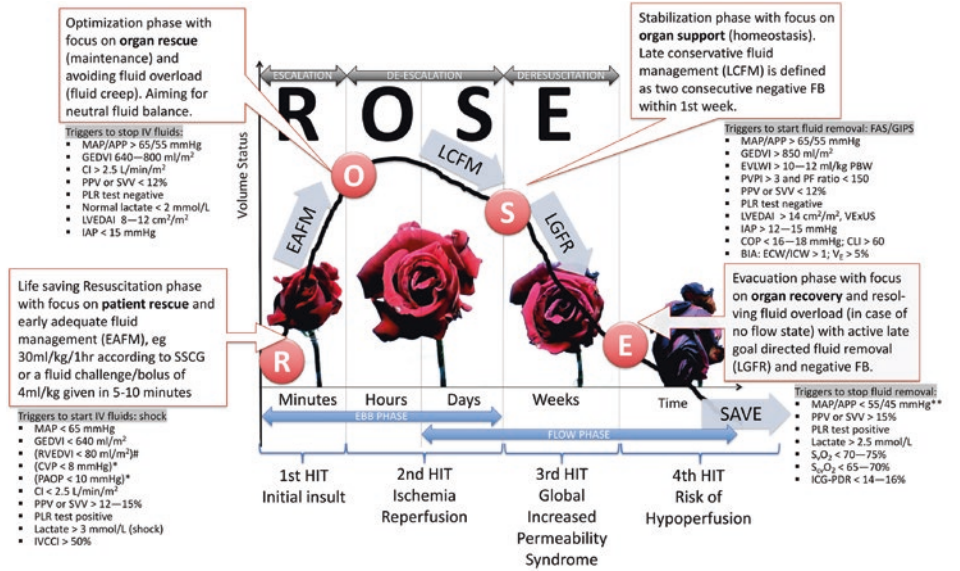 Optimization phase with
focus on organ rescue
(maintenance) and
avoiding fluid overload
(fluid creep). Aiming for
neutral fluid balance.
Triggers to stop IV fluids:
▪ MAP/APP > 65/55 mmHg
▪ GEDVI 640—800 ml/m²
▪ CI > 2.5 L/min/m²
▪ PPV or SVV < 12%
▪ PLR test negative
▪ Normal lactate < 2 mmol/L
▪ LVEDAI 8—12 cm²/m²
▪ IAP < 15 mmHg
Life saving Resuscitation phase
with focus on patient rescue and
early adequate fluid
management (EAFM), eg
30ml/kg/1hr according to SSCG
or a fluid challenge/bolus of
4ml/kg given in 5-10 minutes
Triggers to start IV fluids: shock
▪ MAP < 65 mmHg
▪ GEDVI < 640 ml/m²
▪ (RVEDVI < 80 ml/m²)#
▪ (CVP < 8 mmHg)*
▪ (PAOP < 10 mmHg)*
▪ CI < 2.5 L/min/m²
▪ PPV or SVV > 12—15%
▪ PLR test positive
▪ Lactate > 3 mmol/L (shock)
▪ IVCCI > 50%
ESCALATION
DE-ESCALATION
DERESUSCITATION
R O S E
Volume Status
EAFM
LCFM
LGFR
R
O
S
E
Minutes
Hours
Days
Weeks
Time
SAVE
EBB PHASE
FLOW PHASE
1st HIT
Initial insult
2nd HIT
Ischemia
Reperfusion
3rd HIT
Global
Increased
Permeability
Syndrome
4th HIT
Risk of
Hypoperfusion
Stabilization phase with focus on
organ support (homeostasis).
Late conservative fluid
management (LCFM) is defined
as two consecutive negative FB
within 1st week.
Triggers to start fluid removal: FAS/GIPS
▪ MAP/APP > 65/55 mmHg
▪ GEDVI > 850 ml/m²
▪ EVLWI > 10—12 ml/kg PBW
▪ PVPI > 3 and PF ratio < 150
▪ PPV or SVV < 12%
▪ PLR test negative
▪ LVEDAI > 14 cm²/m², VExUS
▪ IAP > 12—15 mmHg
▪ COP < 16—18 mmHg; CLI > 60
▪ BIA: ECW/ICW > 1; VE > 5%
Evacuation phase with focus
on organ recovery and resol-
ving fluid overload (in case of
no flow state) with active late
goal directed fluid removal
(LGFR) and negative FB.
Triggers to stop fluid removal:
▪ MAP/APP < 55/45 mmHg**
▪ PPV or SVV > 15%
▪ PLR test positive
▪ Lactate > 2.5 mmol/L
▪ SvO2 < 70—75%
▪ ScvO2 < 65—70%
▪ ICG-PDR < 14—16%